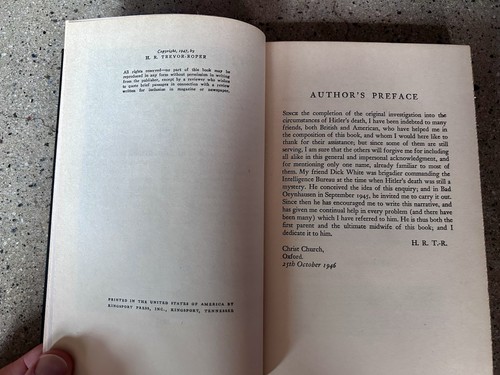 Copyright, 1947, by
H. R. TREVOR-ROPER
All rights reserved—no part of this book may be
reproduced in any form without permission in writing
from the publisher, except by a reviewer who wishes
to quote brief passages in connection with a review
written for inclusion in magazine or newspaper.
PRINTED IN THE UNITED STATES OF AMERICA BY
KINGSPORT PRESS, INC., KINGSPORT, TENNESSEE
AUTHOR'S PREFACE
SINCE the completion of the original investigation into the
circumstances of Hitler's death, I have been indebted to many
friends, both British and American, who have helped me in
the composition of this book, and whom I would here like to
thank for their assistance; but since some of them are still
serving, I am sure that the others will forgive me for including
all alike in this general and impersonal acknowledgment, and
for mentioning only one name, already familiar to most of
them. My friend Dick White was brigadier commanding the
Intelligence Bureau at the time when Hitler's death was still a
mystery. He conceived the idea of this enquiry; and in Bad
Oeynhausen in September 1945, he invited me to carry it out.
Since then he has encouraged me to write this narrative, and
has given me continual help in every problem (and there have
been many) which I have referred to him. He is thus both the
first parent and the ultimate midwife of this book; and I
dedicate it to him.
H. R. T.-R.
Christ Church,
Oxford.
25th October 1946